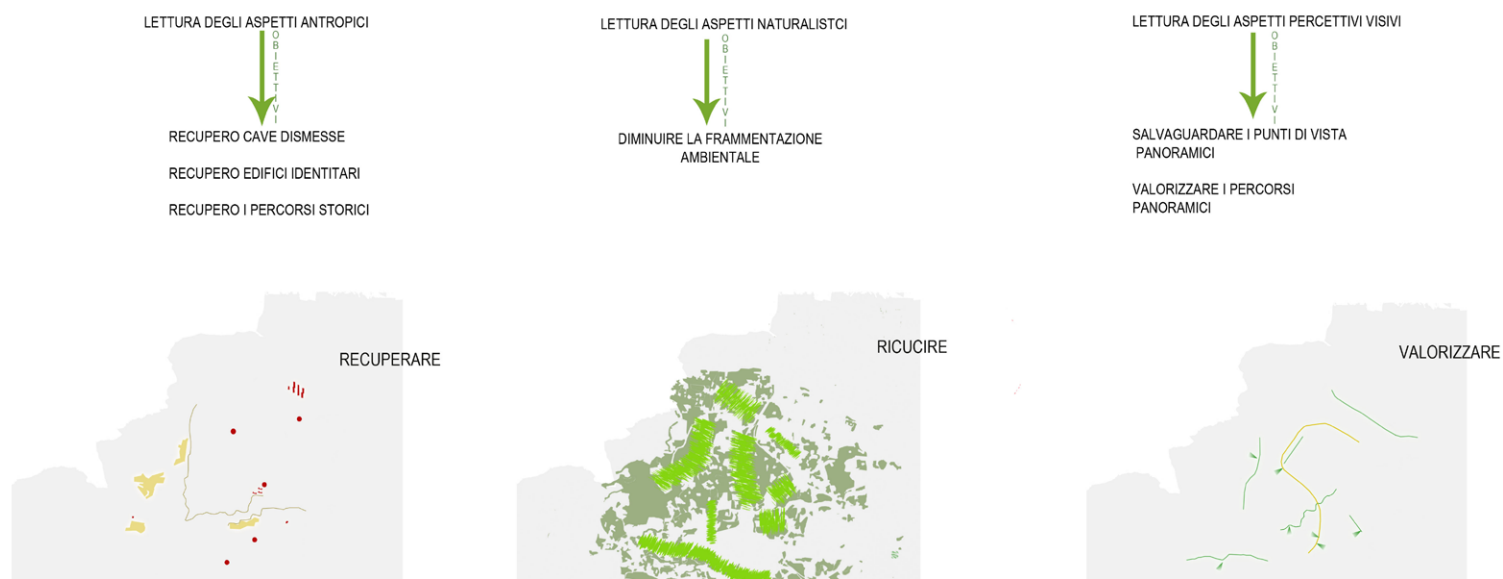 LETTURA DEGLI ASPETTI ANTROPICI
OBIETTIVI
RECUPERO CAVE DISMESSE
RECUPERO EDIFICI IDENTITARI
RECUPERO I PERCORSI STORICI
RECUPERARE
LETTURA DEGLI ASPETTI NATURALISTCI
OBIETTIVI
DIMINUIRE LA FRAMMENTAZIONE
AMBIENTALE
RICUCIRE
LETTURA DEGLI ASPETTI PERCETTIVI VISIVI
OBIETTIVI
SALVAGUARDARE I PUNTI DI VISTA
PANORAMICI
VALORIZZARE I PERCORSI
PANORAMICI
VALORIZZARE